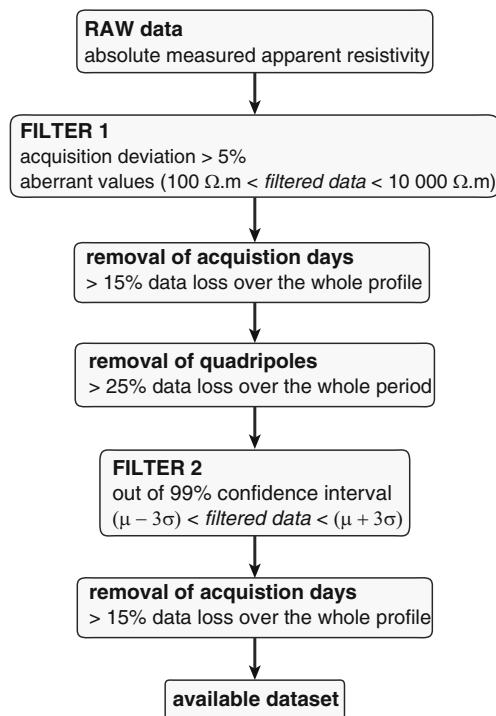 RAW data
absolute measured apparent resistivity
FILTER 1
acquisition deviation > 5%
aberrant values (100 Ω.m < filtered data < 10 000 Ω.m)
removal of acquistion days
> 15% data loss over the whole profile
removal of quadripoles
> 25% data loss over the whole period
FILTER 2
out of 99% confidence interval
(μ – 3σ) < filtered data < (μ + 3σ)
removal of acquistion days
> 15% data loss over the whole profile
available dataset